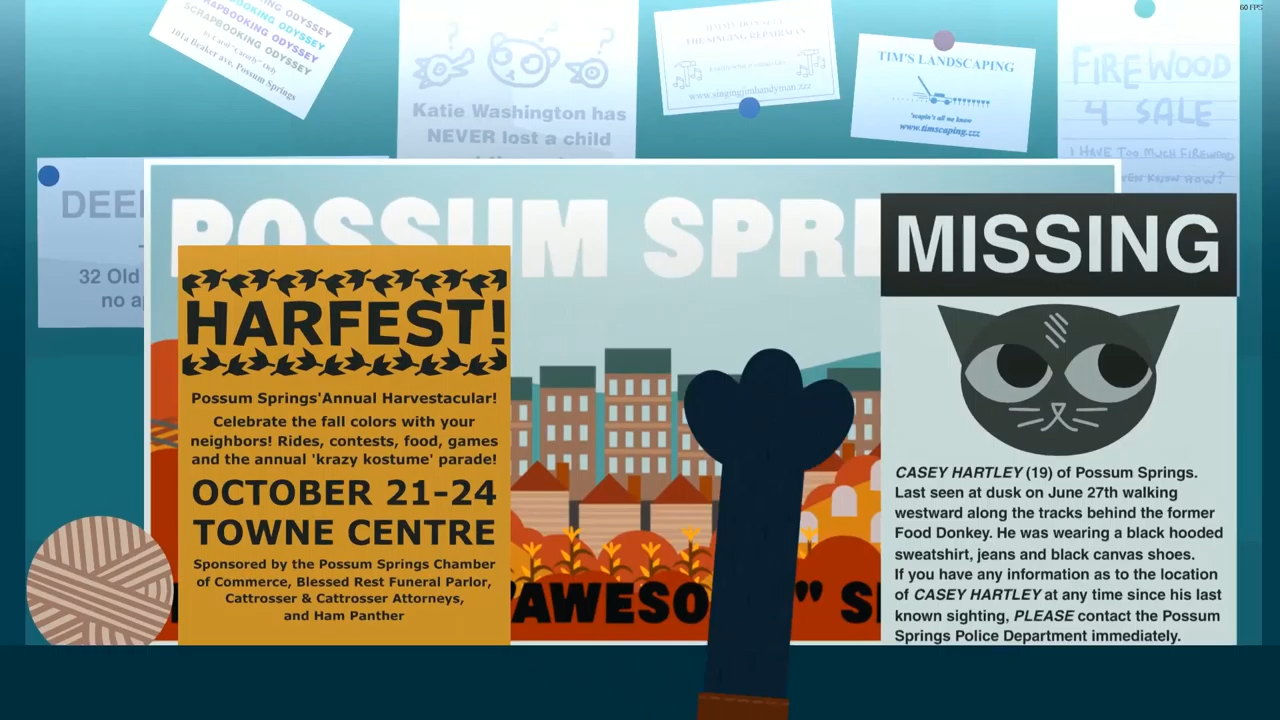 60 FPS
SCRAPBOOKING ODYSSEY
SCRAPBOOKING ODYSSEY
SCRAPBOOKING ODYSSEY
Only
1014 Beaker ave, Possum Springs
Katie Washington has
NEVER lost a child
THE SINGING REPAIRMAN
www.singingjimhandyman.zzz
TIM'S LANDSCAPING
'scapin's all me know
www.timscaping.zzz
FIREWOOD
4 SALE
I HAVE TOO MUCH FIREWOOD
KNOW HOW?
32 Old
no
POSSUM SPRI
HARFEST!
Possum Springs'Annual Harvestacular!
Celebrate the fall colors with your
neighbors! Rides, contests, food, games
and the annual 'krazy kostume' parade!
OCTOBER 21-24
TOWNE CENTRE
Sponsored by the Possum Springs Chamber
of Commerce, Blessed Rest Funeral Parlor,
Cattrosser & Cattrosser Attorneys,
and Ham Panther
"AWESO " S
MISSING
CASEY HARTLEY (19) of Possum Springs.
Last seen at dusk on June 27th walking
westward along the tracks behind the former
Food Donkey. He was wearing a black hooded
sweatshirt, jeans and black canvas shoes.
If you have any information as to the location
of CASEY HARTLEY at any time since his last
known sighting, PLEASE contact the Possum
Springs Police Department immediately.